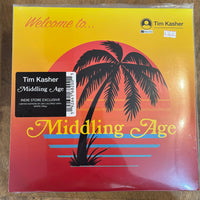 Welcome to...
Tim Kasher
Tim Kasher
Middling Age
INDIE STORE EXCLUSIVE
Middling Age